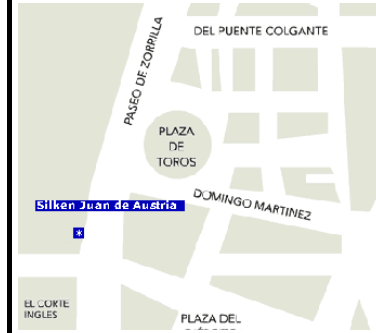 DEL PUENTE COLGANTE
PASEO DE ZORRILLA
PLAZA
DE
TOROS
DOMINGO MARTINEZ
Silken Juan de Austria
*
EL CORTE
INGLES
PLAZA DEL